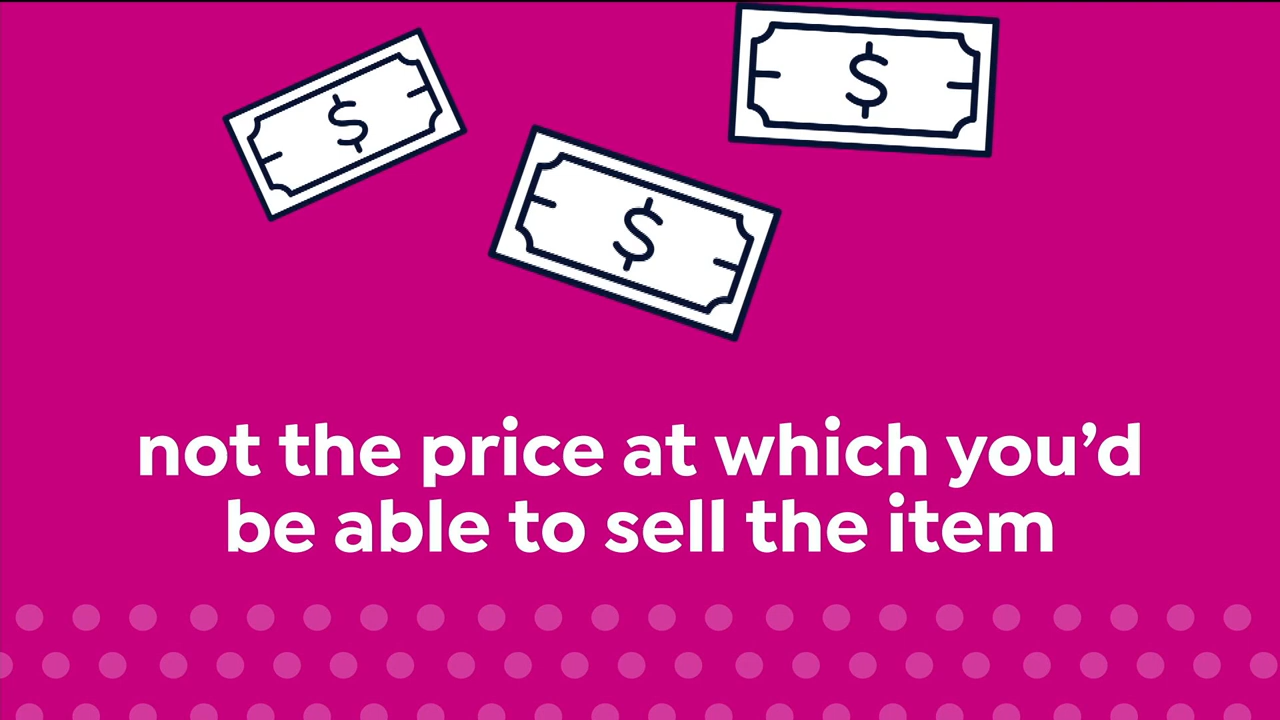 $
$
$
not the price at which you’d
be able to sell the item